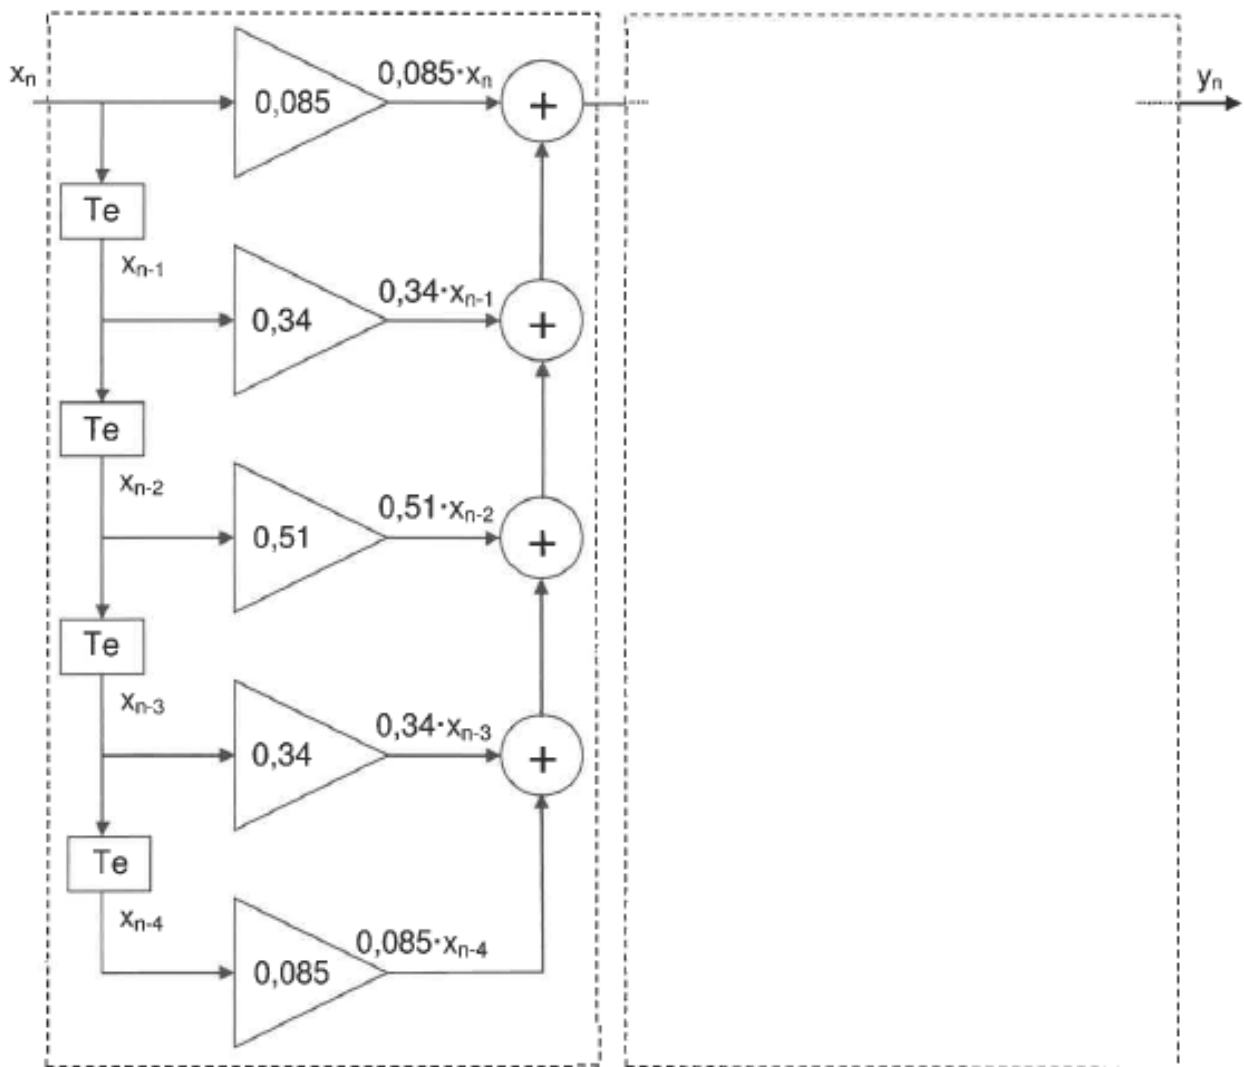 xₙ 0,085 0,085·xₙ + yₙ
Te
xₙ₋₁
0,34 0,34·xₙ₋₁ +
Te
xₙ₋₂
0,51 0,51·xₙ₋₂ +
Te
xₙ₋₃
0,34 0,34·xₙ₋₃ +
Te
xₙ₋₄
0,085 0,085·xₙ₋₄